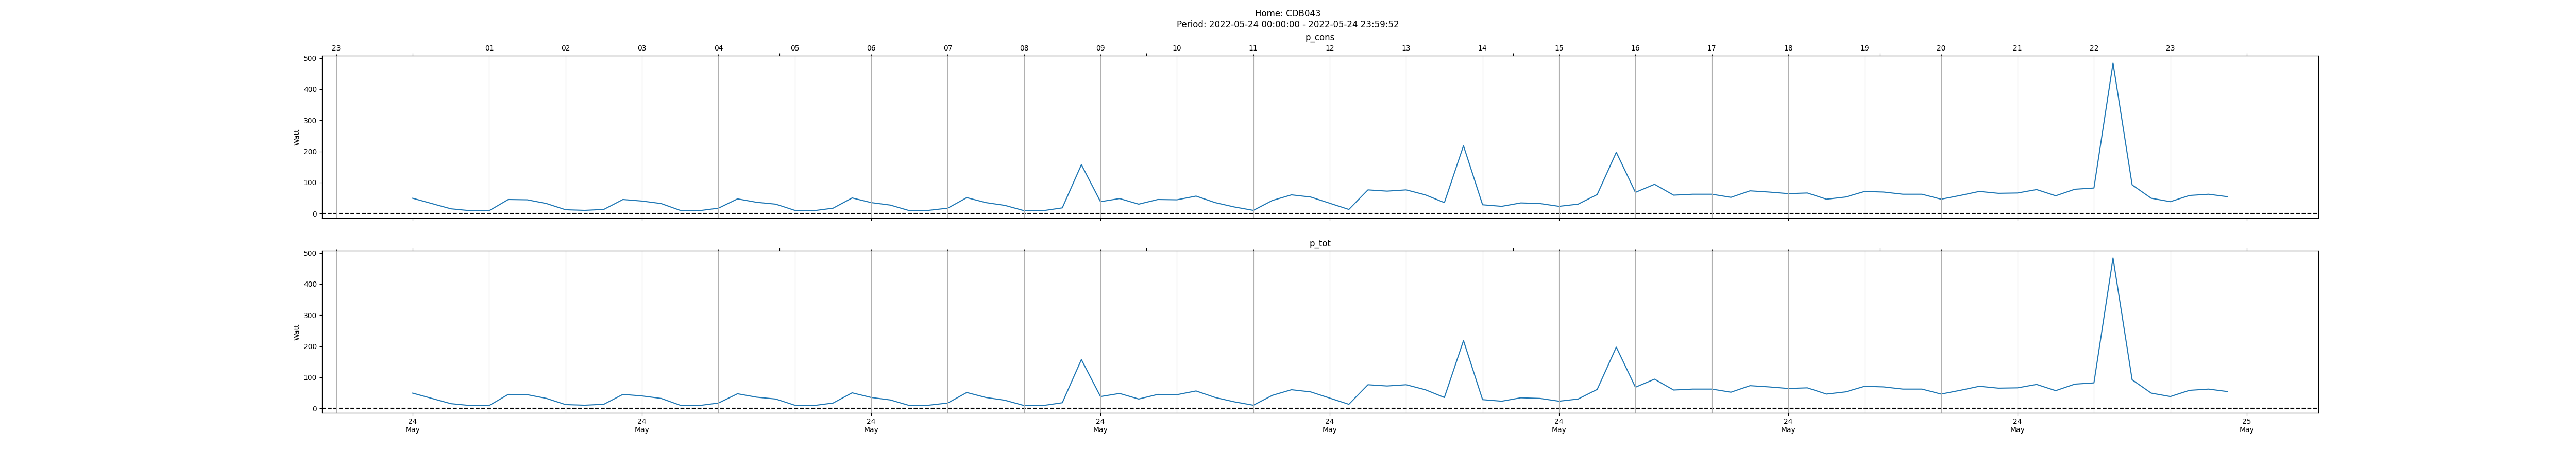 Home: CDB043
Period: 2022-05-24 00:00:00 - 2022-05-24 23:59:52
p_cons
23 01 02 03 04 05 06 07 08 09 10 11 12 13 14 15 16 17 18 19 20 21 22 23
500
400
300
200
100
0
Watt
p_tot
500
400
300
200
100
0
Watt
24 24 24 24 24 24 24 24 25
May May May May May May May May May